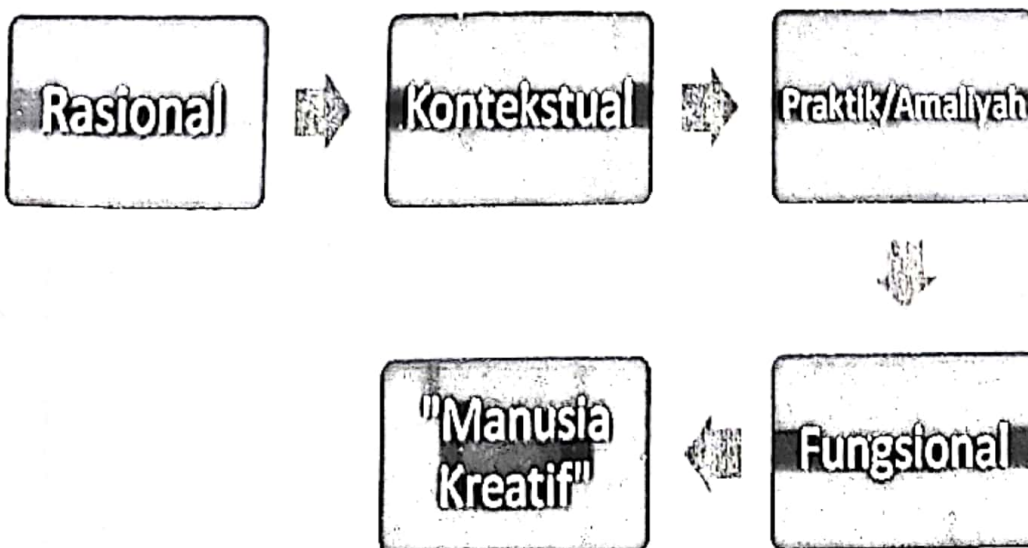 Rasional
Kontekstual
Praktik/Amaliyah
"Manusia
Kreatif"
Fungsional